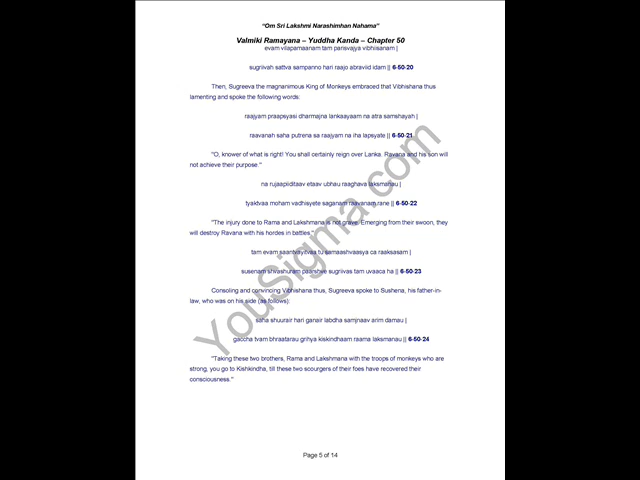 “Om Sri Lakshmi Narashimhan Nahama”
Valmiki Ramayana – Yuddha Kanda – Chapter 50
evam vilapamaanam tam parisvajya vibhisanam |
sugriivah sattva sampanno hari raajo abraviid idam || 6-50-20
Then, Sugreeva the magnanimous King of Monkeys embraced that Vibhishana thus
lamenting and spoke the following words:
raajyam praapsyasi dharmajna lankaayaam na atra samshayah |
raavanah saha putrena sa raajyam na iha lapsyate || 6-50-21
"O, knower of what is right! You shall certainly reign over Lanka. Ravana and his son will
not achieve their purpose."
na rujaapiiditaav etaav ubhau raaghava laksmanau |
tyaktvaa moham vadhisyete saganam raavanam rane || 6-50-22
"The injury done to Rama and Lakshmana is not grave. Emerging from their swoon, they
will destroy Ravana with his hordes in battles."
tam evam saantvayitvaa tu samaashvaasya ca raaksasam |
susenam shvashuram paarshve sugriivas tam uvaaca ha || 6-50-23
Consoling and convincing Vibhishana thus, Sugreeva spoke to Sushena, his father-in-
law, who was on his side (as follows):
saha shuurair hari ganair labdha samjnaav arim damau |
gaccha tvam bhraatarau grihya kiskindhaam raama laksmanau || 6-50-24
"Taking these two brothers, Rama and Lakshmana with the troops of monkeys who are
strong, you go to Kishkindha, till these two scourgers of their foes have recovered their
consciousness."
YouSigma.com
Page 5 of 14